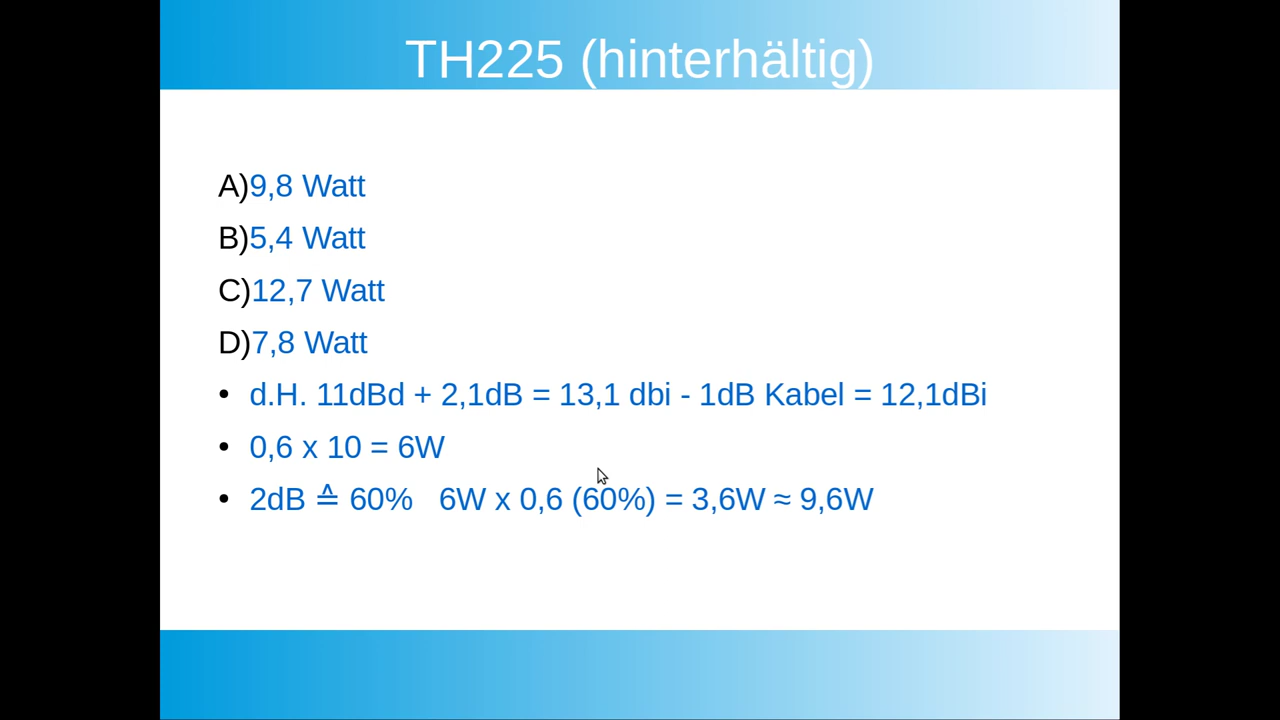 TH225 (hinterhältig)
A)9,8 Watt
B)5,4 Watt
C)12,7 Watt
D)7,8 Watt
• d.H. 11dBd + 2,1dB = 13,1 dbi - 1dB Kabel = 12,1dBi
• 0,6 x 10 = 6W
• 2dB ≙ 60% 6W x 0,6 (60%) = 3,6W ≈ 9,6W